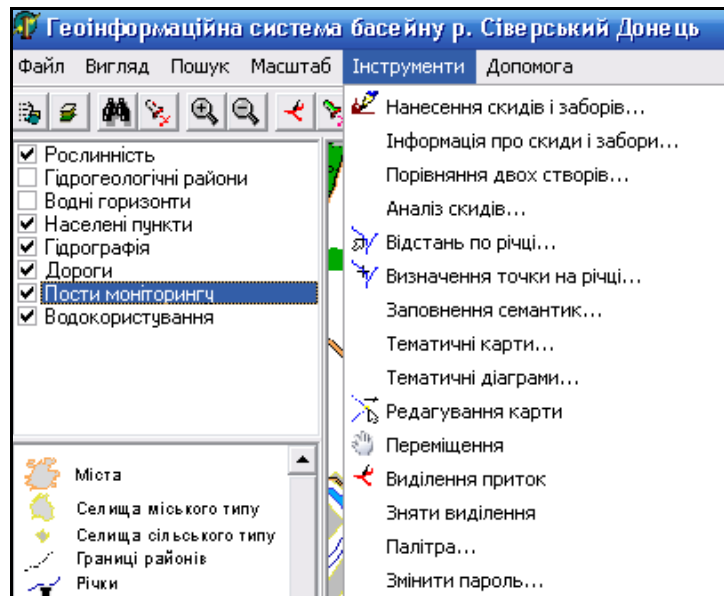 Геоінформаційна система басейну р. Сіверський Донець
Файл Вигляд Пошук Масштаб Інструменти Допомога
Нанесення скидів і заборів...
Інформація про скиди і забори...
Порівняння двох створів...
Аналіз скидів...
Відстань по річці...
Визначення точки на річці...
Заповнення семантик...
Тематичні карти...
Тематичні діаграми...
Редагування карти
Переміщення
Виділення приток
Зняти виділення
Палітра...
Змінити пароль...
Рослинність
Гідрогеологічні райони
Водні горизонти
Населені пункти
Гідрографія
Дороги
Пости моніторингу
Водокористування
Міста
Селища міського типу
Селища сільського типу
Границі районів
Річки